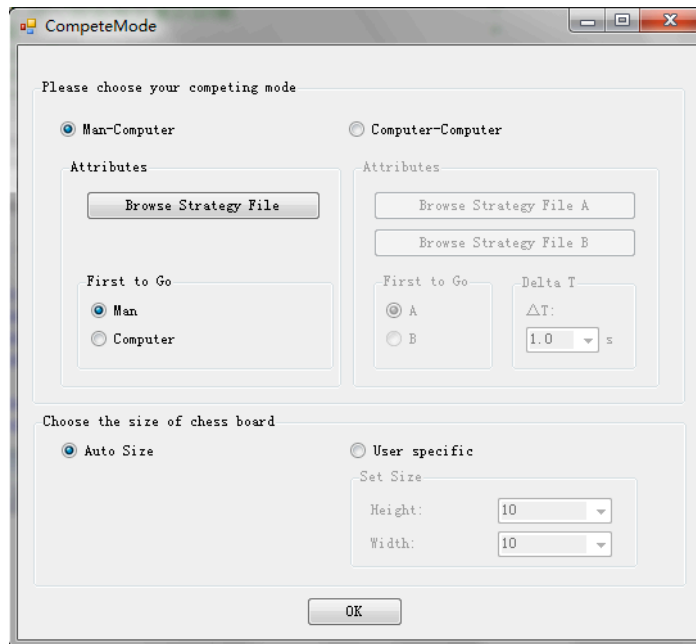 CompeteMode
Please choose your competing mode
Man-Computer
Computer-Computer
Attributes
Browse Strategy File
First to Go
Man
Computer
Attributes
Browse Strategy File A
Browse Strategy File B
First to Go
A
B
Delta T
△T:
1.0 s
Choose the size of chess board
Auto Size
User specific
Set Size
Height: 10
Width: 10
OK